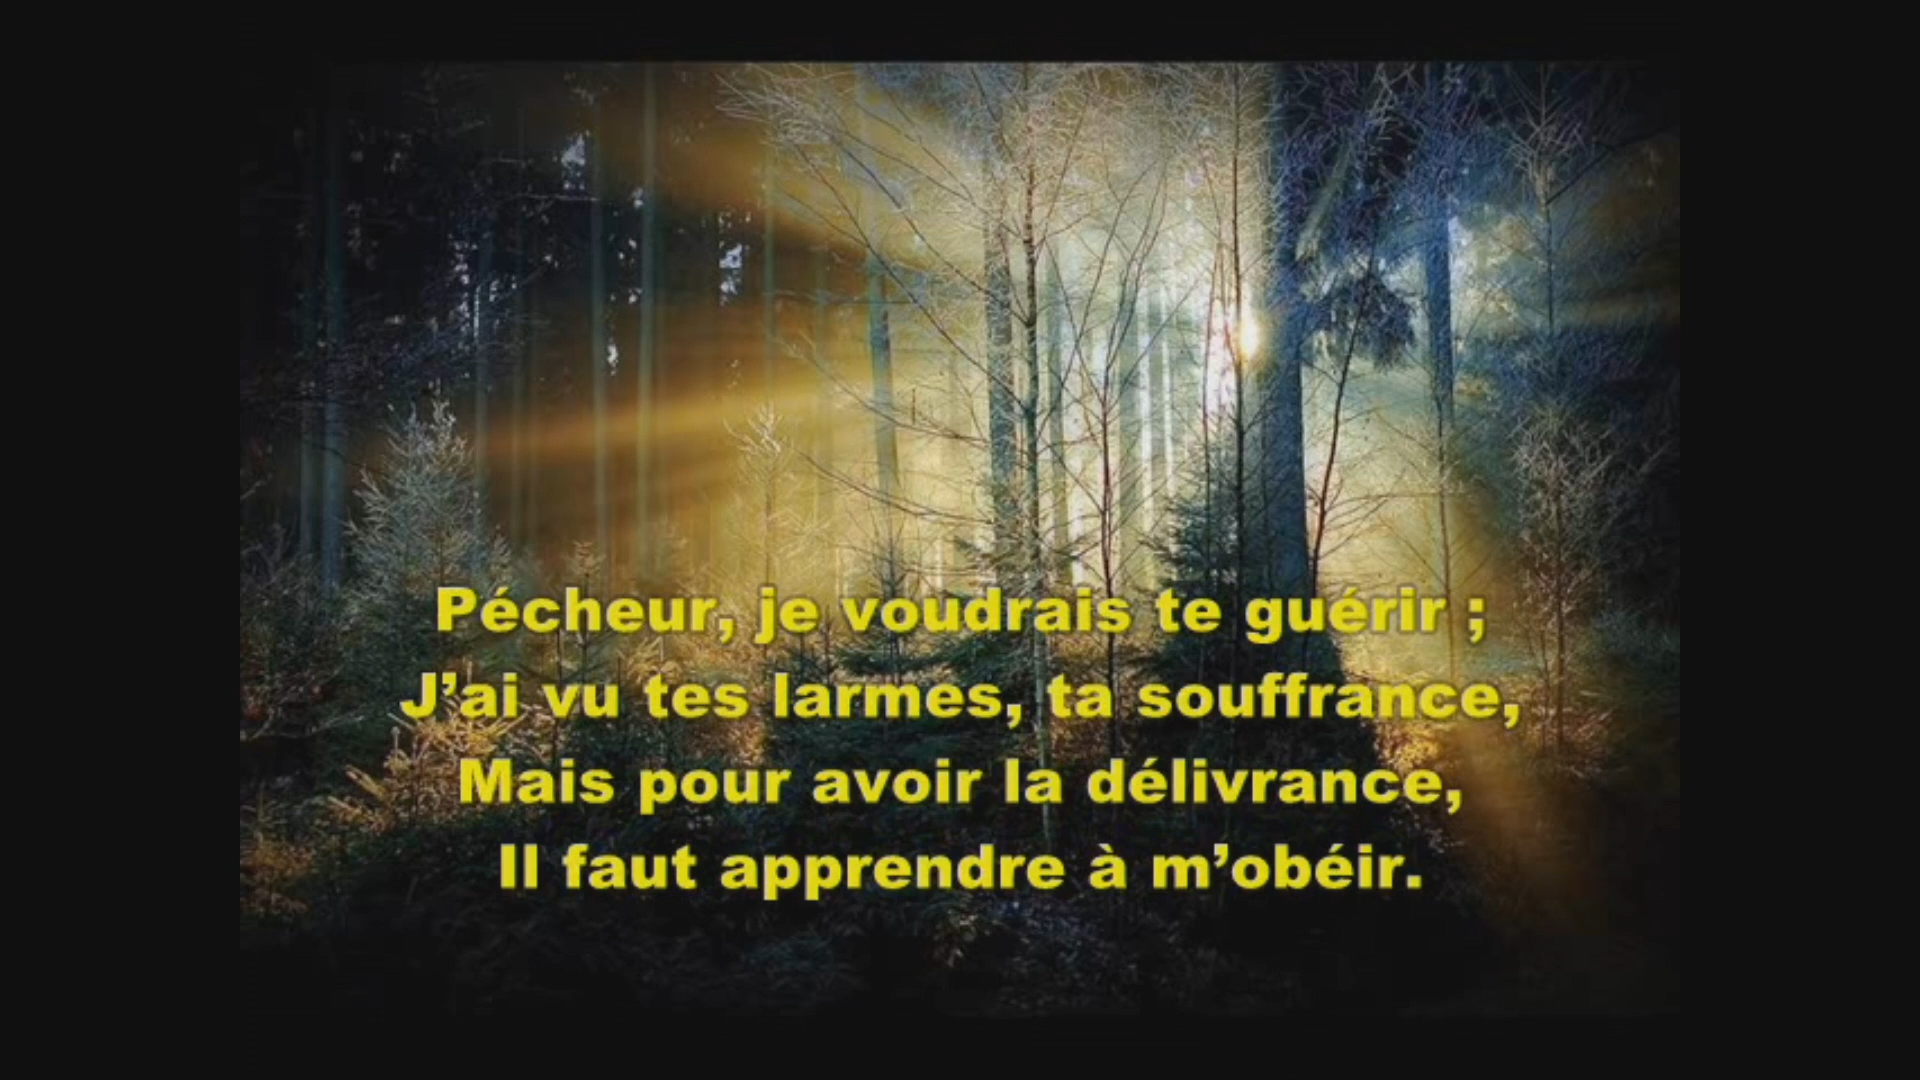 Pécheur, je voudrais te guérir ;
J’ai vu tes larmes, ta souffrance,
Mais pour avoir la délivrance,
Il faut apprendre à m’obéir.